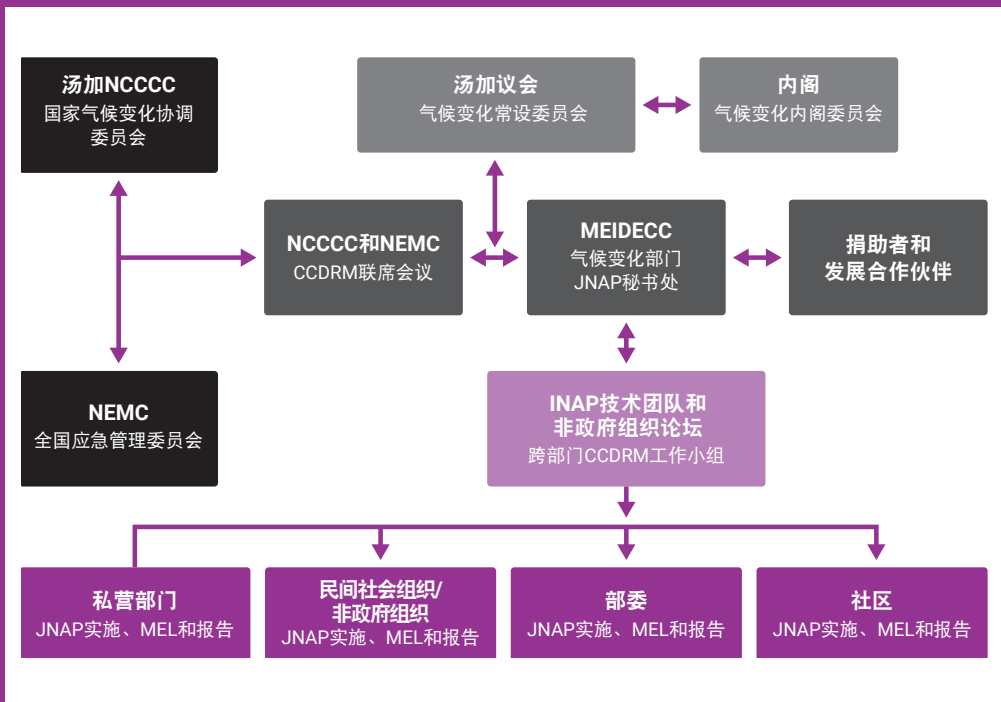 汤加NCCCC
国家气候变化协调
委员会
汤加议会
气候变化常设委员会
内阁
气候变化内阁委员会
NCCCC和NEMC
CCDRM联席会议
MEIDECC
气候变化部门
JNAP秘书处
捐助者和
发展合作伙伴
NEMC
全国应急管理委员会
INAP技术团队和
非政府组织论坛
跨部门CCDRM工作小组
私营部门
JNAP实施、MEL和报告
民间社会组织/
非政府组织
JNAP实施、MEL和报告
部委
JNAP实施、MEL和报告
社区
JNAP实施、MEL和报告